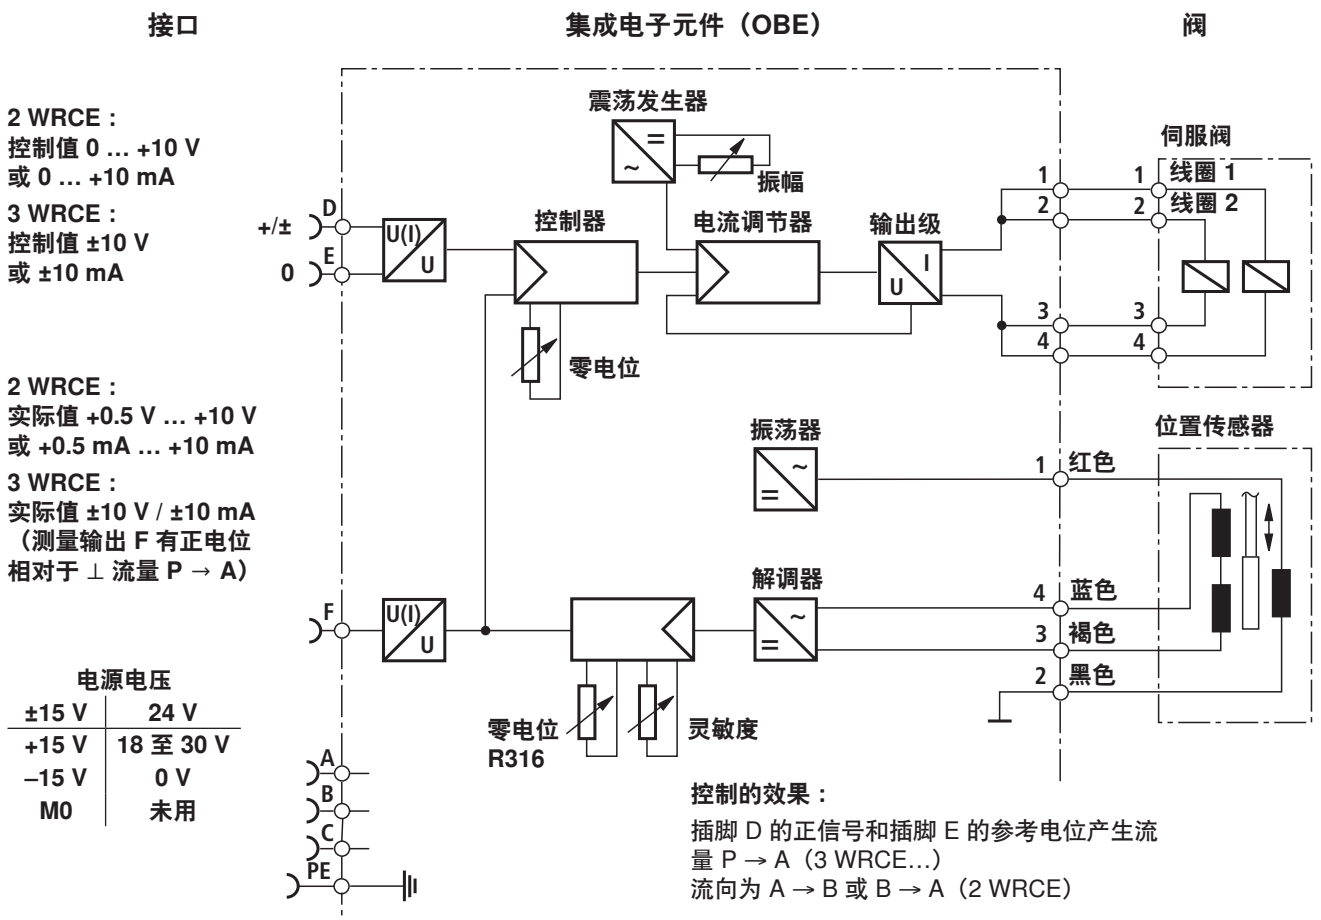 接口
集成电子元件（OBE）
阀
2 WRCE：
控制值 0 … +10 V
或 0 … +10 mA
3 WRCE：
控制值 ±10 V
或 ±10 mA
+/±
D
0
E
U(I)
U
震荡发生器
=
~
振幅
控制器
零电位
电流调节器
输出级
I
U
1
2
3
4
伺服阀
1
线圈 1
2
线圈 2
3
4
2 WRCE：
实际值 +0.5 V … +10 V
或 +0.5 mA … +10 mA
3 WRCE：
实际值 ±10 V / ±10 mA
（测量输出 F 有正电位
相对于 ⊥ 流量 P → A）
振荡器
~
=
位置传感器
1
红色
4
蓝色
3
褐色
2
黑色
解调器
~
=
F
U(I)
U
零电位
R316
灵敏度
电源电压
±15 V 24 V
+15 V 18 至 30 V
–15 V 0 V
M0 未用
A
B
C
PE
控制的效果：
插脚 D 的正信号和插脚 E 的参考电位产生流
量 P → A（3 WRCE…）
流向为 A → B 或 B → A（2 WRCE）